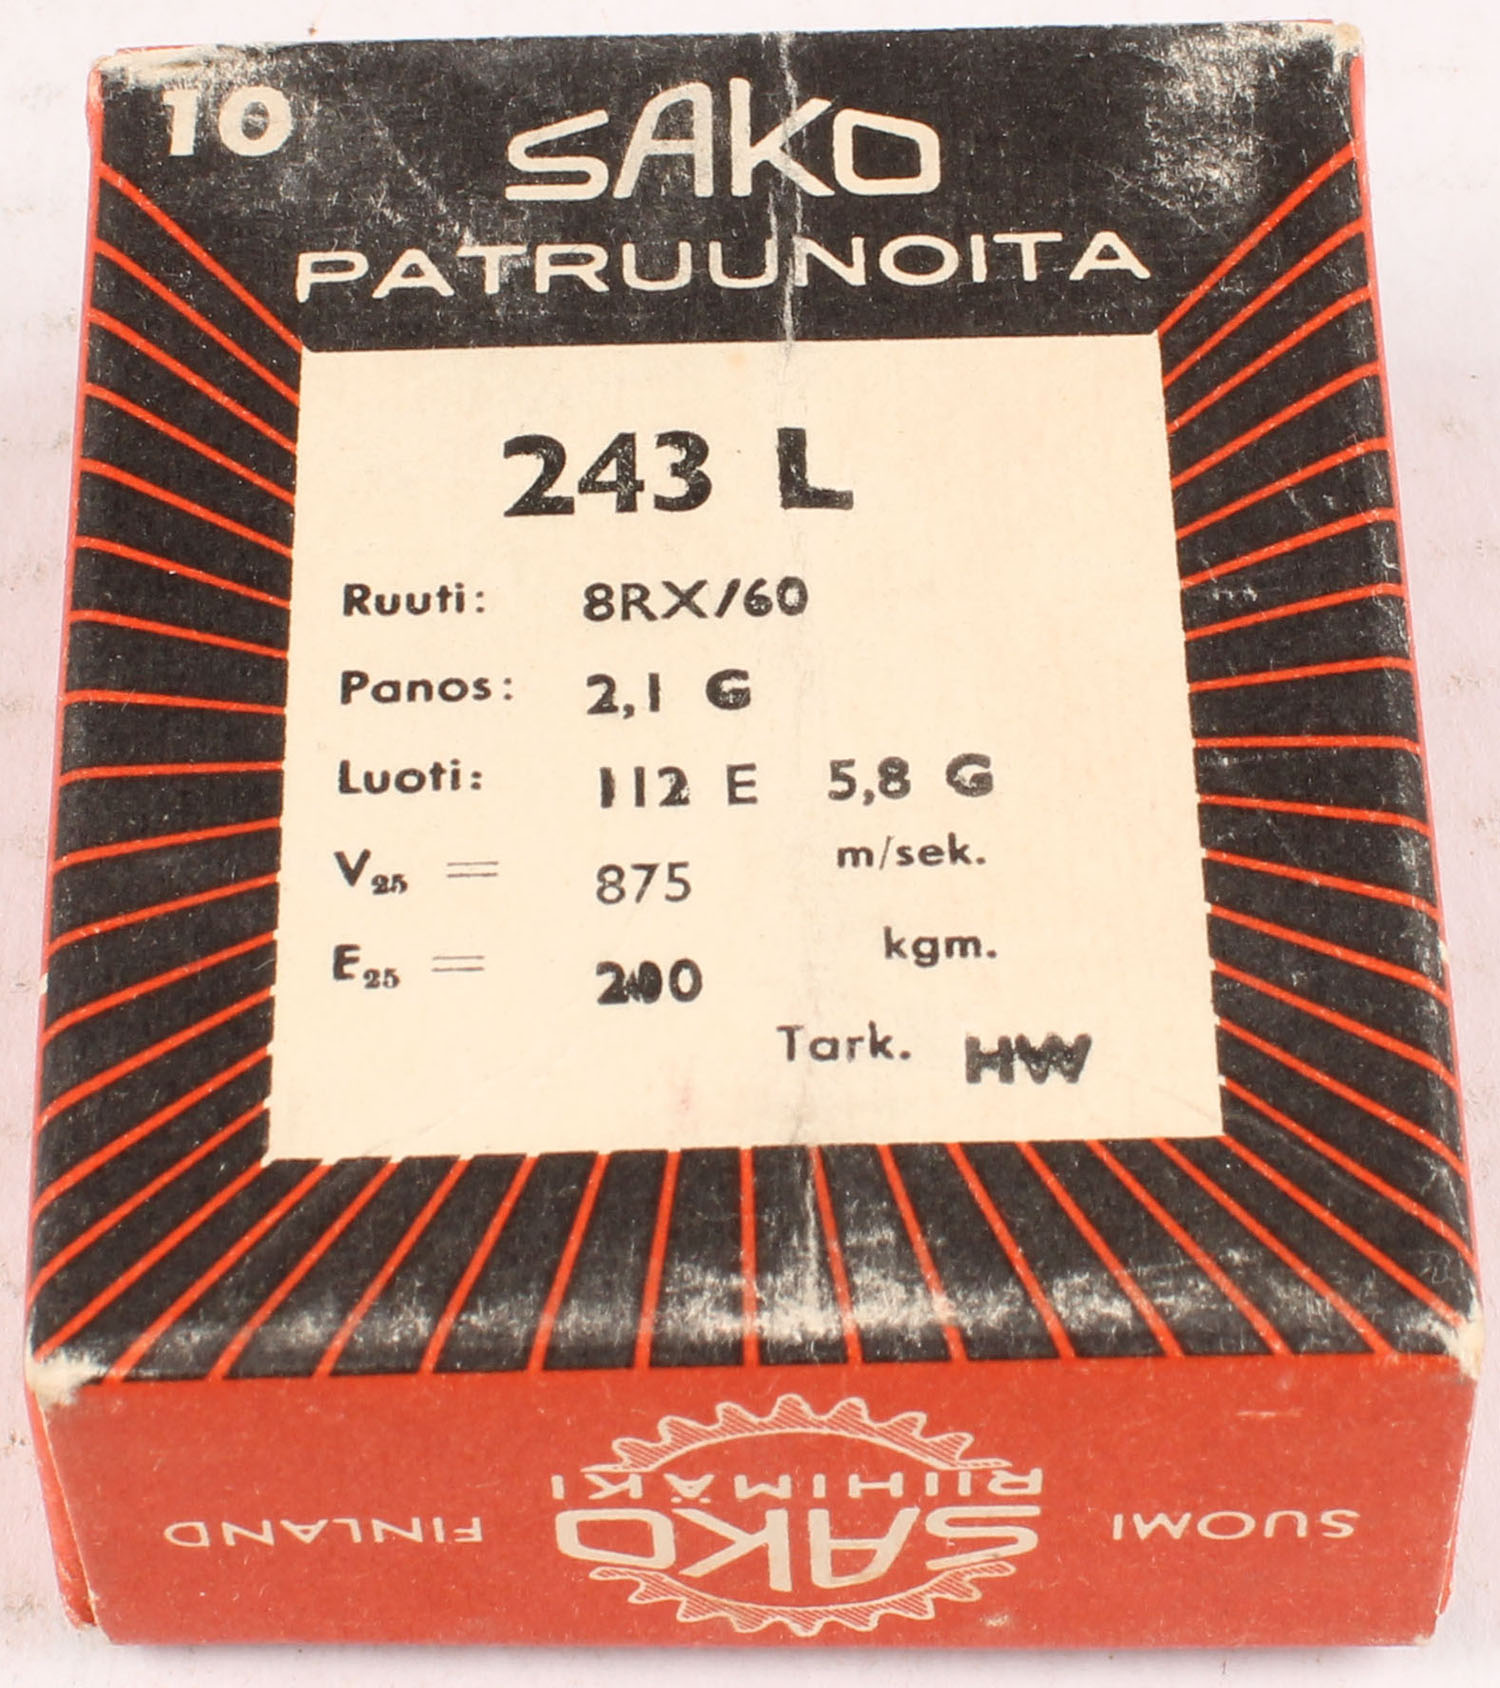 10
SAKO
PATRUUNOITA
243 L
Ruuti: 8RX/60
Panos: 2,1 G
Luoti: 112 E 5,8 G
V25 = 875 m/sek.
E25 = 200 kgm.
Tark. HW
SUOMI SAKO FINLAND
RIIHIMÄKI